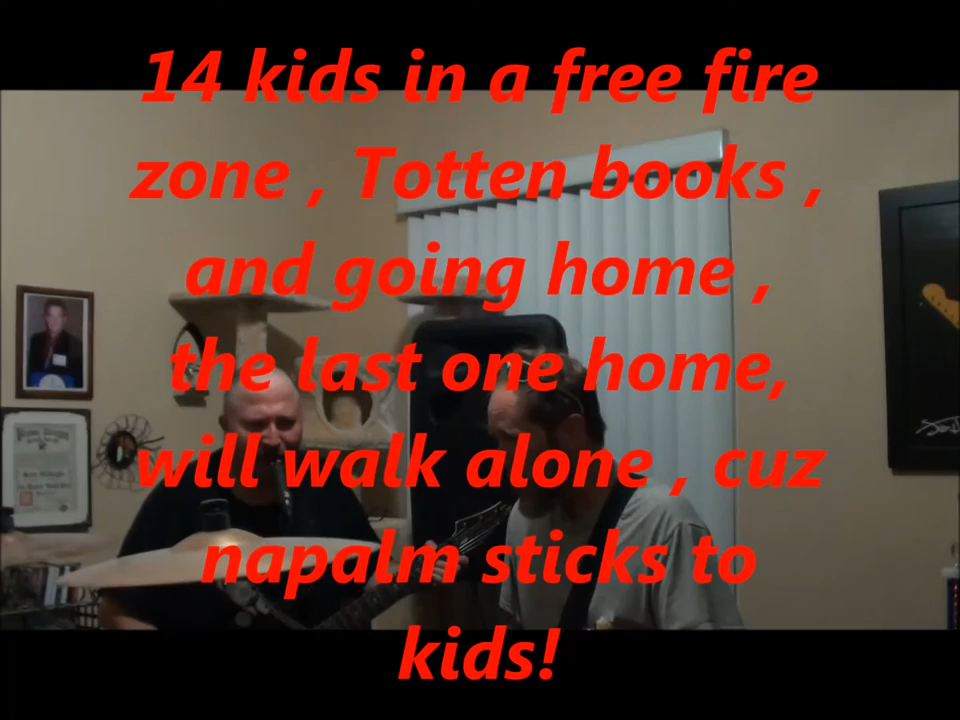 14 kids in a free fire
zone , Totten books ,
and going home ,
the last one home,
will walk alone , cuz
napalm sticks to
kids!